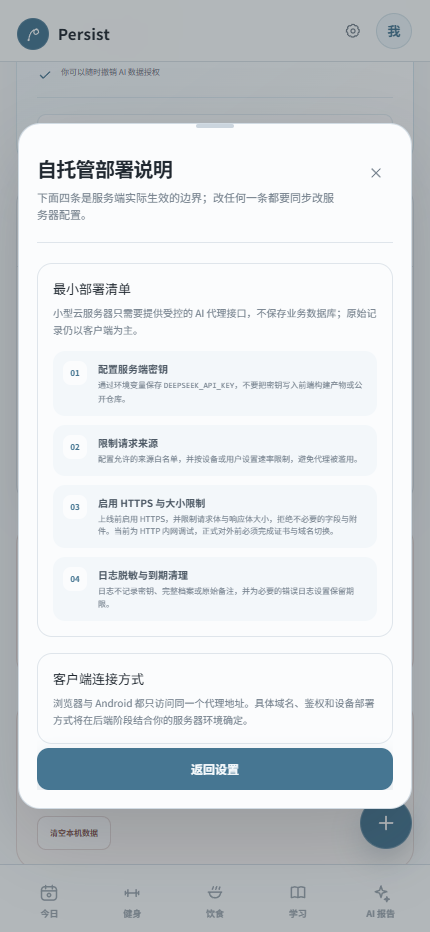 Persist
我
你可以随时撤销 AI 数据授权
自托管部署说明
下面四条是服务端实际生效的边界；改任何一条都要同步改服
务器配置。
最小部署清单
小型云服务器只需要提供受控的 AI 代理接口，不保存业务数据库；原始记
录仍以客户端为主。
01
配置服务端密钥
通过环境变量保存 DEEPSEEK_API_KEY，不要把密钥写入前端构建产物或公
开仓库。
02
限制请求来源
配置允许的来源白名单，并按设备或用户设置速率限制，避免代理被滥用。
03
启用 HTTPS 与大小限制
上线前启用 HTTPS，并限制请求体与响应体大小，拒绝不必要的字段与附
件。当前为 HTTP 内网调试，正式对外前必须完成证书与域名切换。
04
日志脱敏与到期清理
日志不记录密钥、完整档案或原始备注，并为必要的错误日志设置保留期
限。
客户端连接方式
浏览器与 Android 都只访问同一个代理地址。具体域名、鉴权和设备部署
方式将在后端阶段结合你的服务器环境确定。
返回设置
清空本机数据
今日
健身
饮食
学习
AI 报告